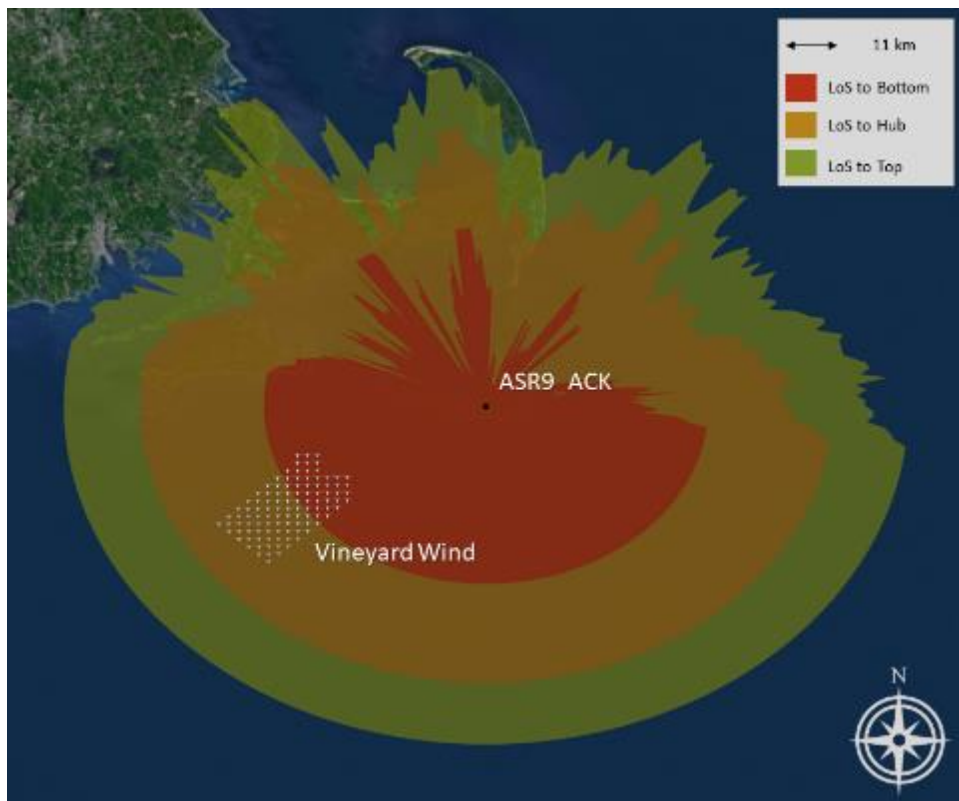 11 km
LoS to Bottom
LoS to Hub
LoS to Top
ASR9 ACK
Vineyard Wind
N